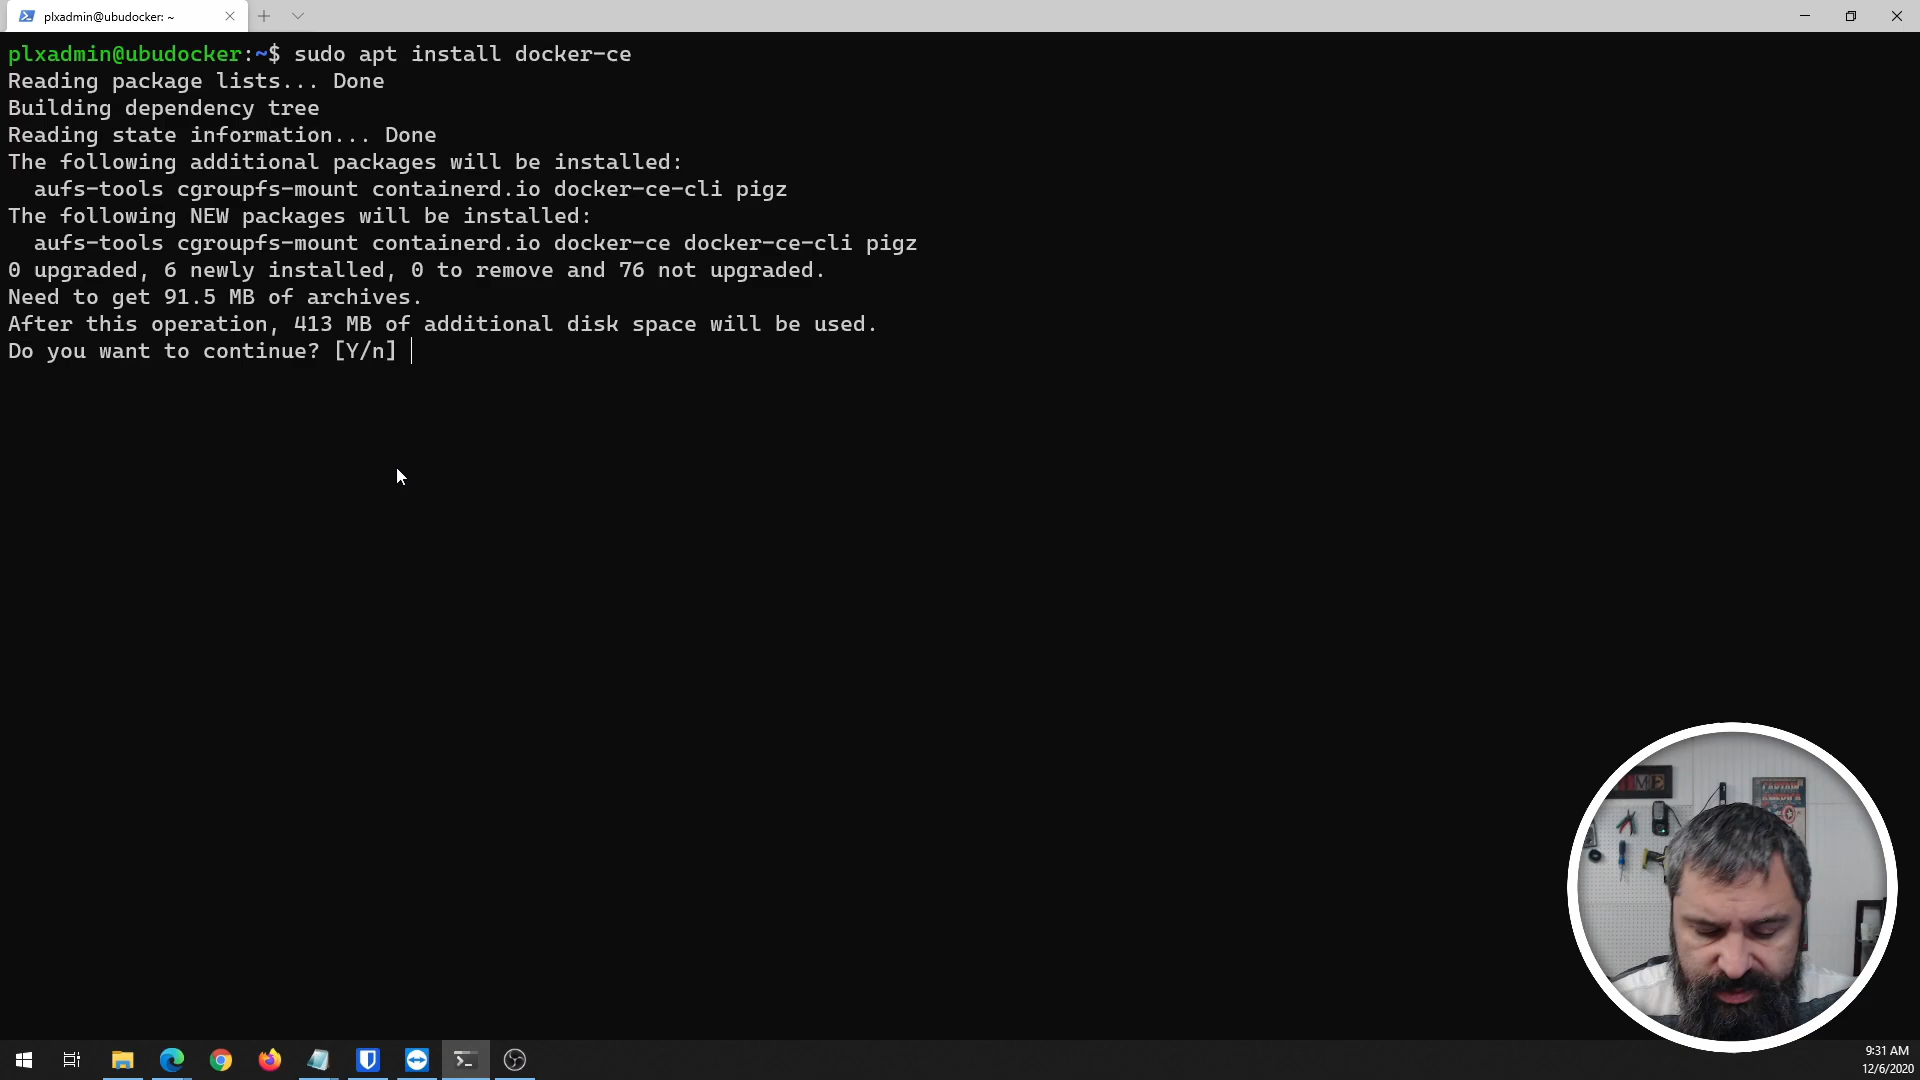 plxadmin@ubudocker: ~
plxadmin@ubudocker:~$ sudo apt install docker-ce
Reading package lists... Done
Building dependency tree
Reading state information... Done
The following additional packages will be installed:
  aufs-tools cgroupfs-mount containerd.io docker-ce-cli pigz
The following NEW packages will be installed:
  aufs-tools cgroupfs-mount containerd.io docker-ce docker-ce-cli pigz
0 upgraded, 6 newly installed, 0 to remove and 76 not upgraded.
Need to get 91.5 MB of archives.
After this operation, 413 MB of additional disk space will be used.
Do you want to continue? [Y/n]
CAPTAIN
AMERICA
9:31 AM
12/6/2020